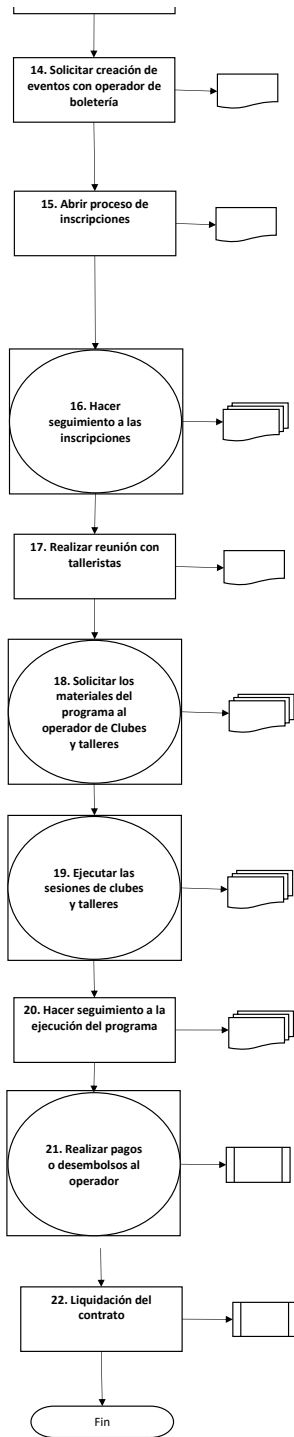 14. Solicitar creación de
eventos con operador de
boletería
15. Abrir proceso de
inscripciones
16. Hacer
seguimiento a las
inscripciones
17. Realizar reunión con
talleristas
18. Solicitar los
materiales del
programa al
operador de Clubes
y talleres
19. Ejecutar las
sesiones de clubes
y talleres
20. Hacer seguimiento a la
ejecución del programa
21. Realizar pagos
o desembolsos al
operador
22. Liquidación del
contrato
Fin